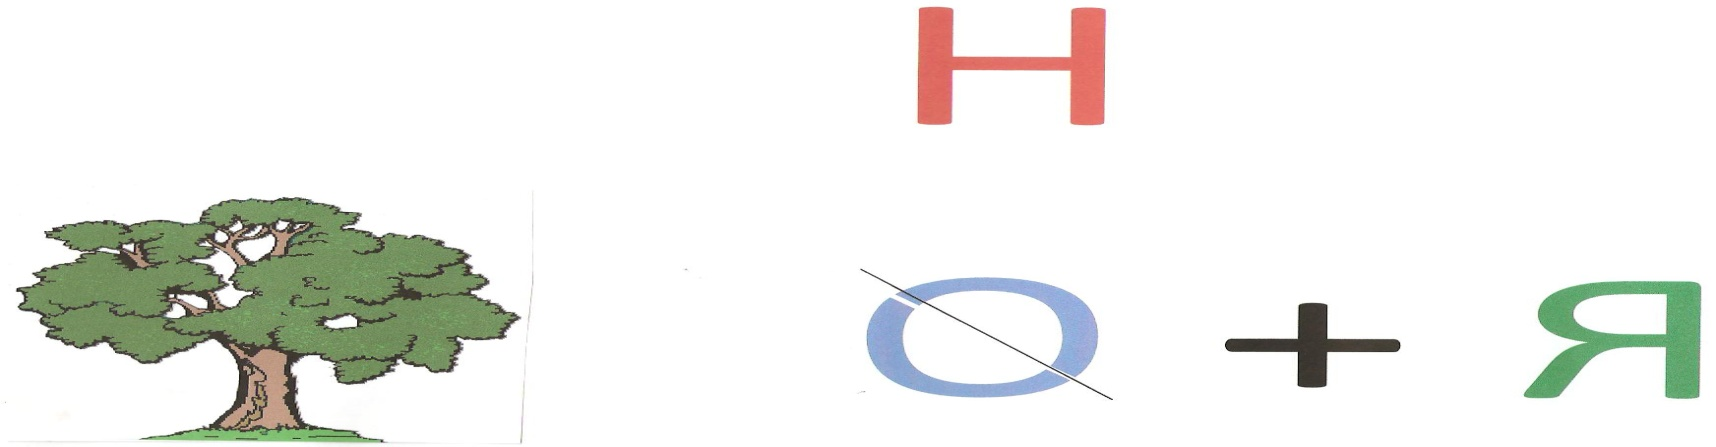 Н
О + Я